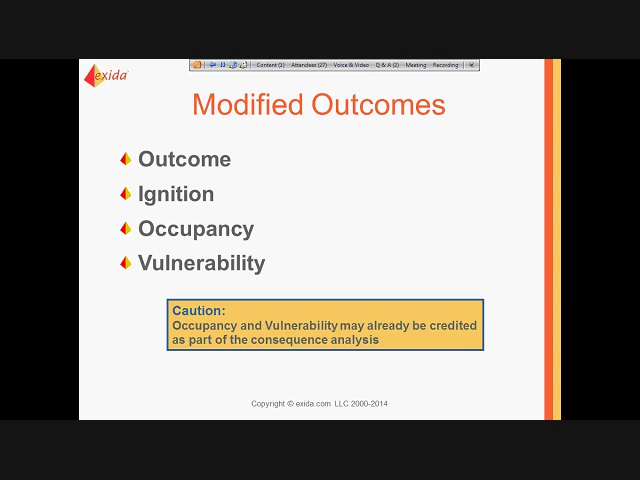 Content (1) Attendees (27) Voice & Video Q & A (2) Meeting Recording
exida
Modified Outcomes
Outcome
Ignition
Occupancy
Vulnerability
Caution:
Occupancy and Vulnerability may already be credited
as part of the consequence analysis
Copyright © exida.com LLC 2000-2014